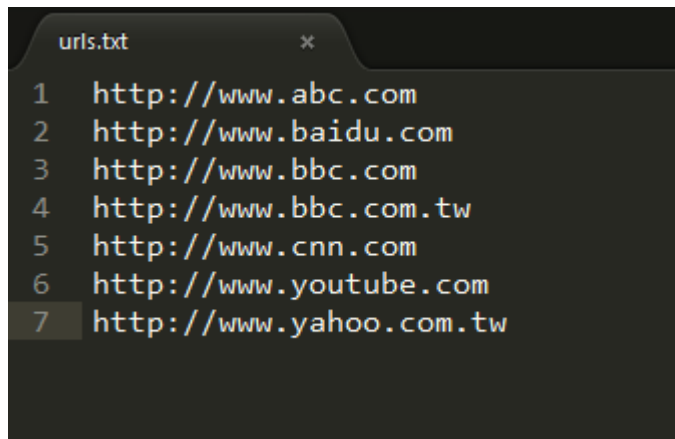 urls.txt ×
1 http://www.abc.com
2 http://www.baidu.com
3 http://www.bbc.com
4 http://www.bbc.com.tw
5 http://www.cnn.com
6 http://www.youtube.com
7 http://www.yahoo.com.tw